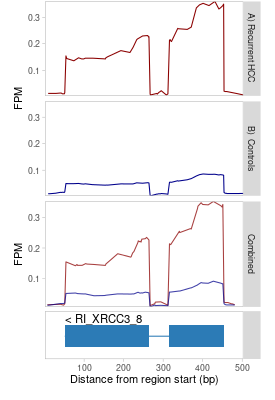 0.3
0.2
0.1
A) Recurrent HCC
FPM
0.3
0.2
0.1
B) Controls
0.3
0.2
0.1
Combined
FPM
< RI_XRCC3_8
100 200 300 400 500
Distance from region start (bp)